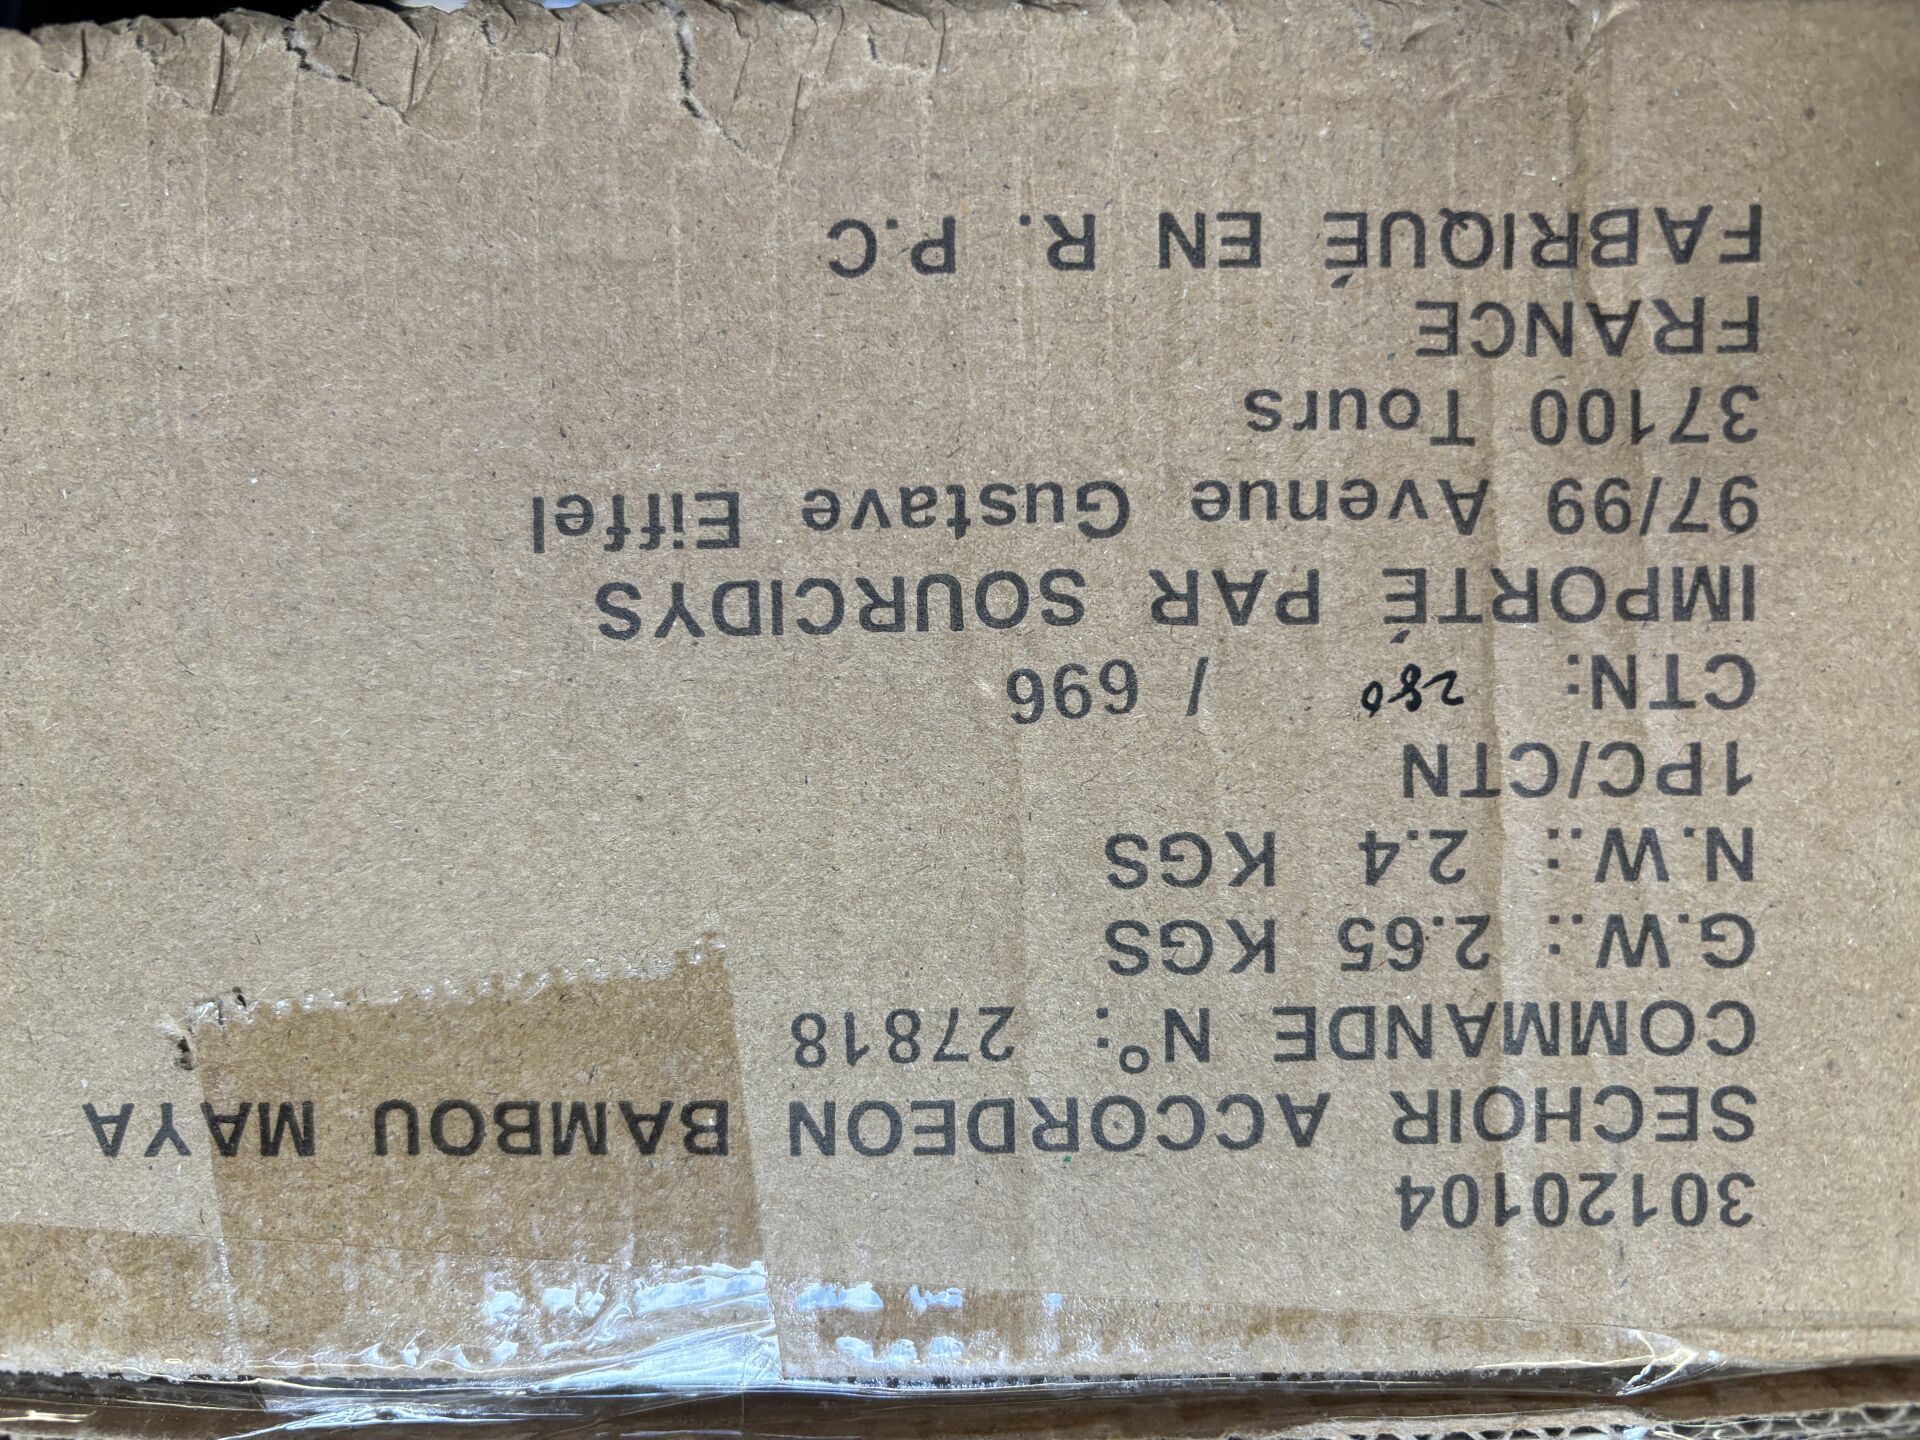 30120104
SECHOIR ACCORDEON BAMBOU MAYA
COMMANDE N°: 27818
G.W.: 2.65 KGS
N.W.: 2.4 KGS
1PC/CTN
CTN: 280 / 696
IMPORTÉ PAR SOURCIDYS
97/99 Avenue Gustave Eiffel
37100 Tours
FRANCE
FABRIQUÉ EN R. P.C